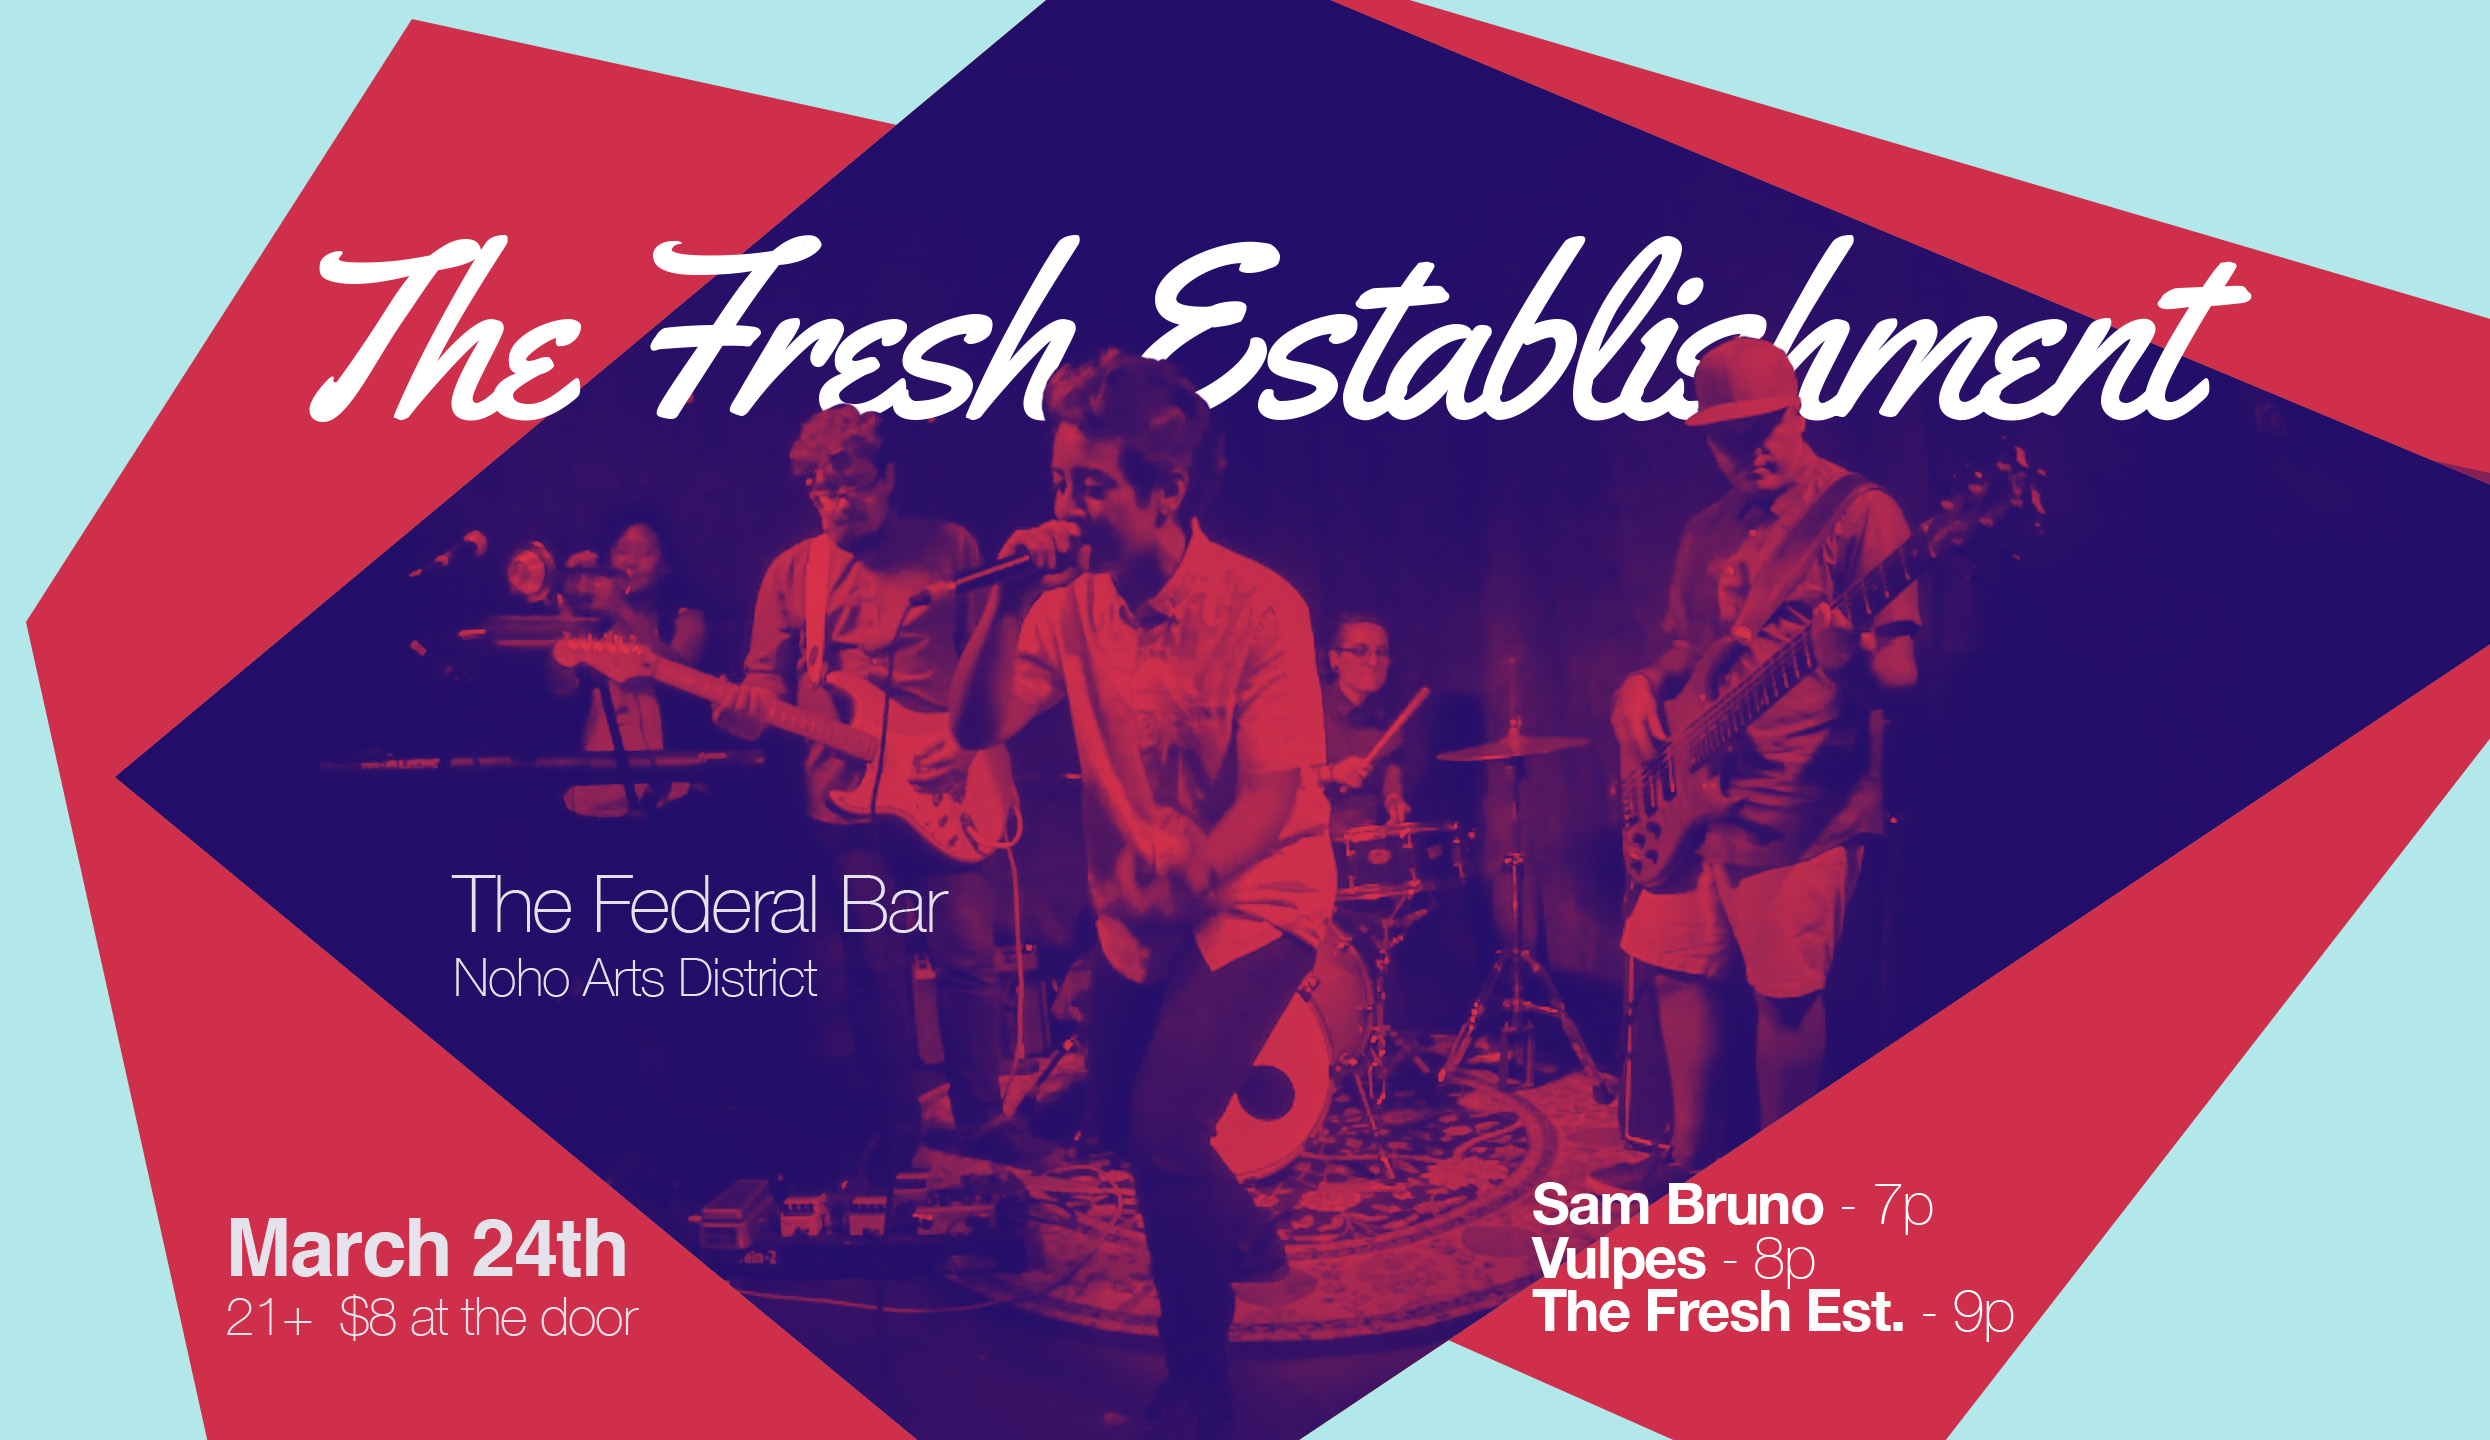 The Fresh Establishment
The Federal Bar
Noho Arts District
March 24th
21+ $8 at the door
Sam Bruno - 7p
Vulpes - 8p
The Fresh Est. - 9p